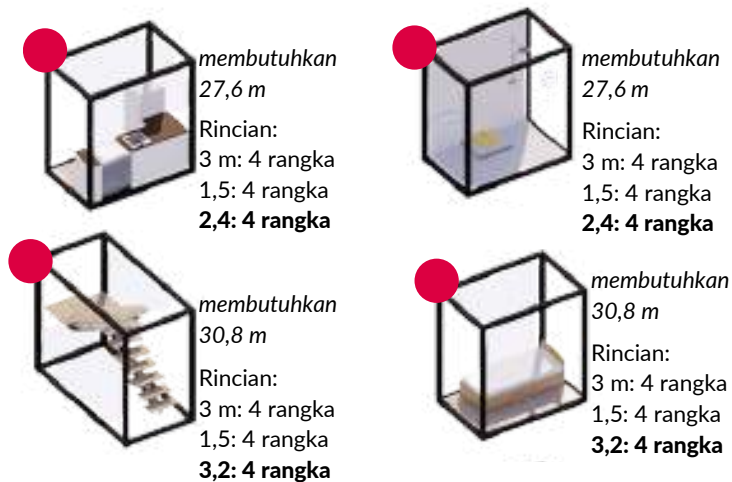 membutuhkan
27,6 m
Rincian:
3 m: 4 rangka
1,5: 4 rangka
2,4: 4 rangka
membutuhkan
27,6 m
Rincian:
3 m: 4 rangka
1,5: 4 rangka
2,4: 4 rangka
membutuhkan
30,8 m
Rincian:
3 m: 4 rangka
1,5: 4 rangka
3,2: 4 rangka
membutuhkan
30,8 m
Rincian:
3 m: 4 rangka
1,5: 4 rangka
3,2: 4 rangka